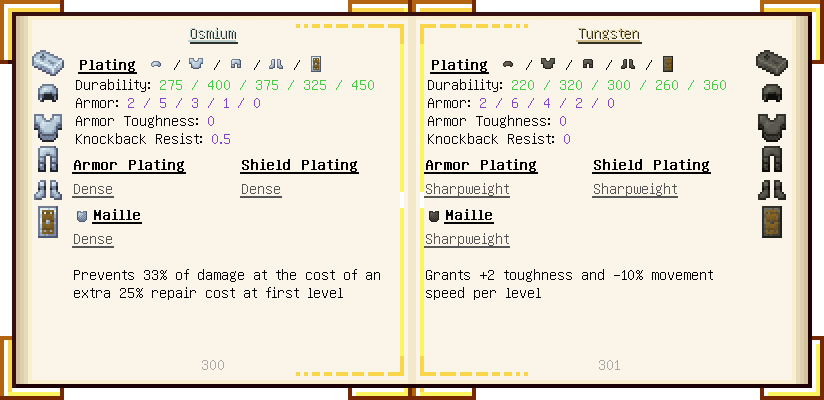 Osmium
Plating / / / /
Durability: 275 / 400 / 375 / 325 / 450
Armor: 2 / 5 / 3 / 1 / 0
Armor Toughness: 0
Knockback Resist: 0.5
Armor Plating Shield Plating
Dense Dense
Maille
Dense
Prevents 33% of damage at the cost of an
extra 25% repair cost at first level
300
Tungsten
Plating / / / /
Durability: 220 / 320 / 300 / 260 / 360
Armor: 2 / 6 / 4 / 2 / 0
Armor Toughness: 0
Knockback Resist: 0
Armor Plating Shield Plating
Sharpweight Sharpweight
Maille
Sharpweight
Grants +2 toughness and -10% movement
speed per level
301